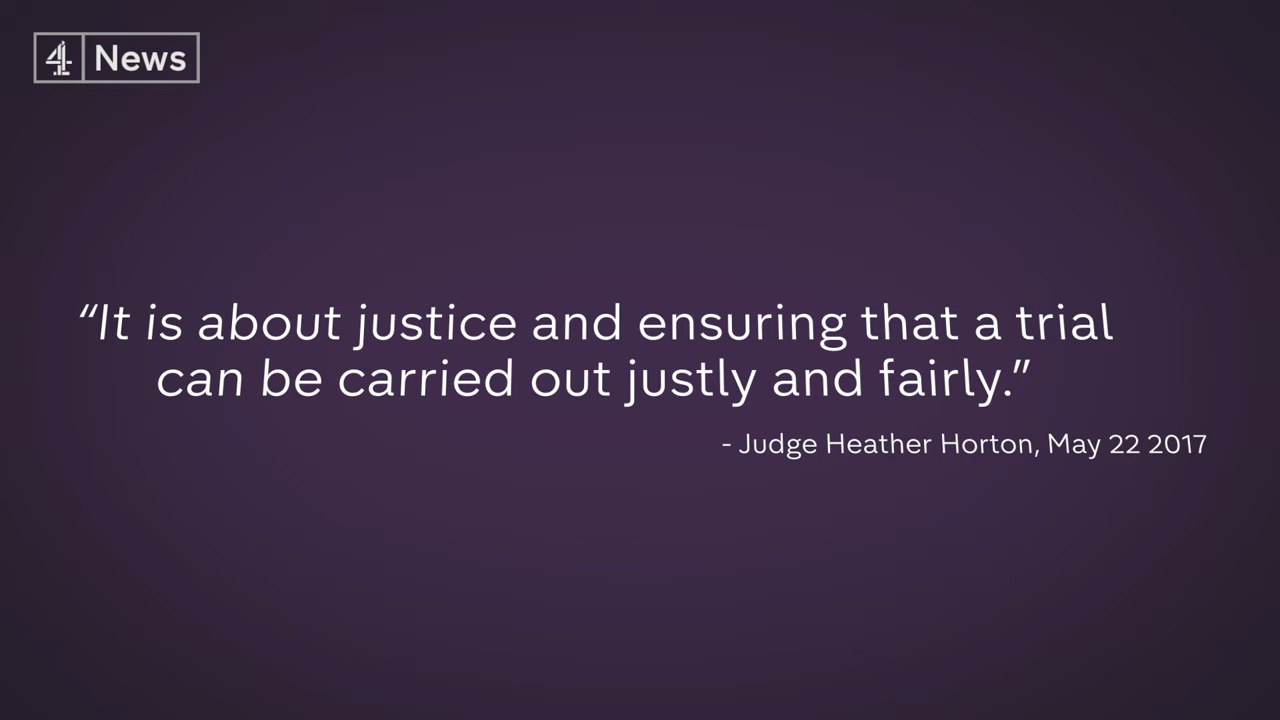 4 News
“It is about justice and ensuring that a trial
can be carried out justly and fairly.”
- Judge Heather Horton, May 22 2017